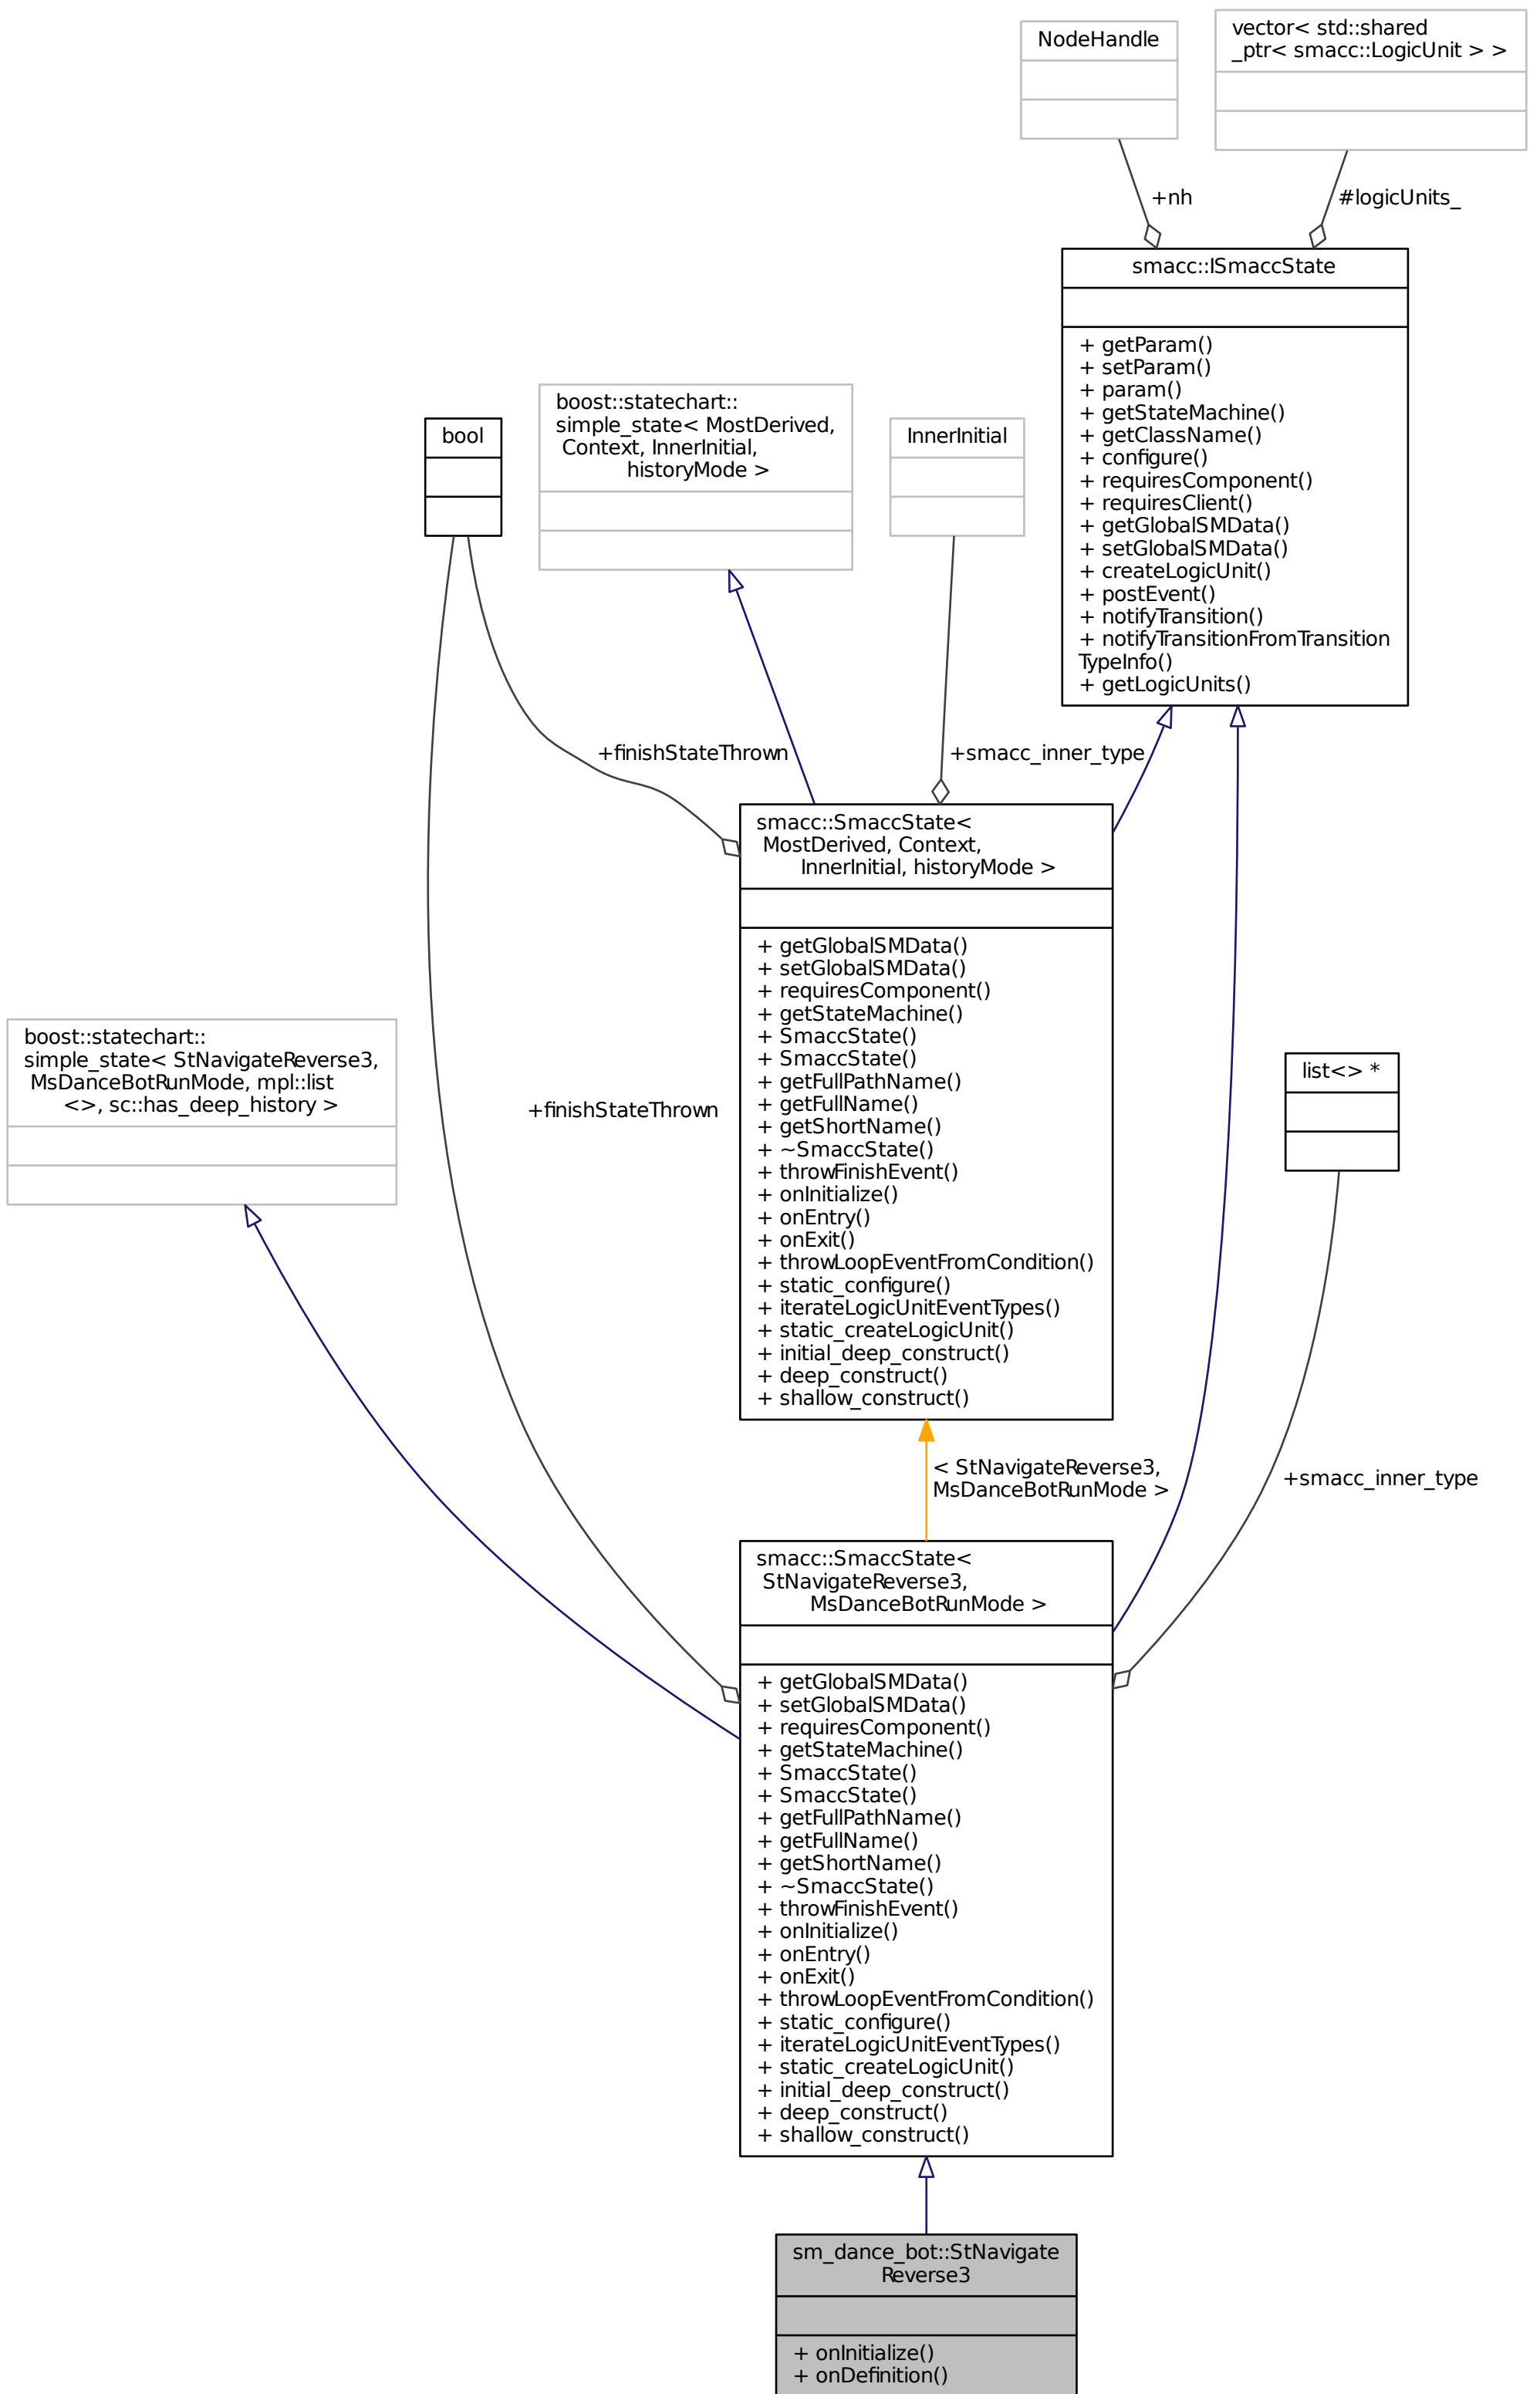 NodeHandle
vector< std::shared
_ptr< smacc::LogicUnit > >
+nh
#logicUnits_
smacc::ISmaccState
+ getParam()
+ setParam()
+ param()
+ getStateMachine()
+ getClassName()
+ configure()
+ requiresComponent()
+ requiresClient()
+ getGlobalSMData()
+ setGlobalSMData()
+ createLogicUnit()
+ postEvent()
+ notifyTransition()
+ notifyTransitionFromTransition
TypeInfo()
+ getLogicUnits()
bool
boost::statechart::
simple_state< MostDerived,
Context, InnerInitial,
historyMode >
InnerInitial
+finishStateThrown
+smacc_inner_type
smacc::SmaccState<
MostDerived, Context,
InnerInitial, historyMode >
+ getGlobalSMData()
+ setGlobalSMData()
+ requiresComponent()
+ getStateMachine()
+ SmaccState()
+ SmaccState()
+ getFullPathName()
+ getFullName()
+ getShortName()
+ ~SmaccState()
+ throwFinishEvent()
+ onInitialize()
+ onEntry()
+ onExit()
+ throwLoopEventFromCondition()
+ static_configure()
+ iterateLogicUnitEventTypes()
+ static_createLogicUnit()
+ initial_deep_construct()
+ deep_construct()
+ shallow_construct()
boost::statechart::
simple_state< StNavigateReverse3,
MsDanceBotRunMode, mpl::list
<>, sc::has_deep_history >
+finishStateThrown
list<> *
< StNavigateReverse3,
MsDanceBotRunMode >
+smacc_inner_type
smacc::SmaccState<
StNavigateReverse3,
MsDanceBotRunMode >
+ getGlobalSMData()
+ setGlobalSMData()
+ requiresComponent()
+ getStateMachine()
+ SmaccState()
+ SmaccState()
+ getFullPathName()
+ getFullName()
+ getShortName()
+ ~SmaccState()
+ throwFinishEvent()
+ onInitialize()
+ onEntry()
+ onExit()
+ throwLoopEventFromCondition()
+ static_configure()
+ iterateLogicUnitEventTypes()
+ static_createLogicUnit()
+ initial_deep_construct()
+ deep_construct()
+ shallow_construct()
sm_dance_bot::StNavigate
Reverse3
+ onInitialize()
+ onDefinition()